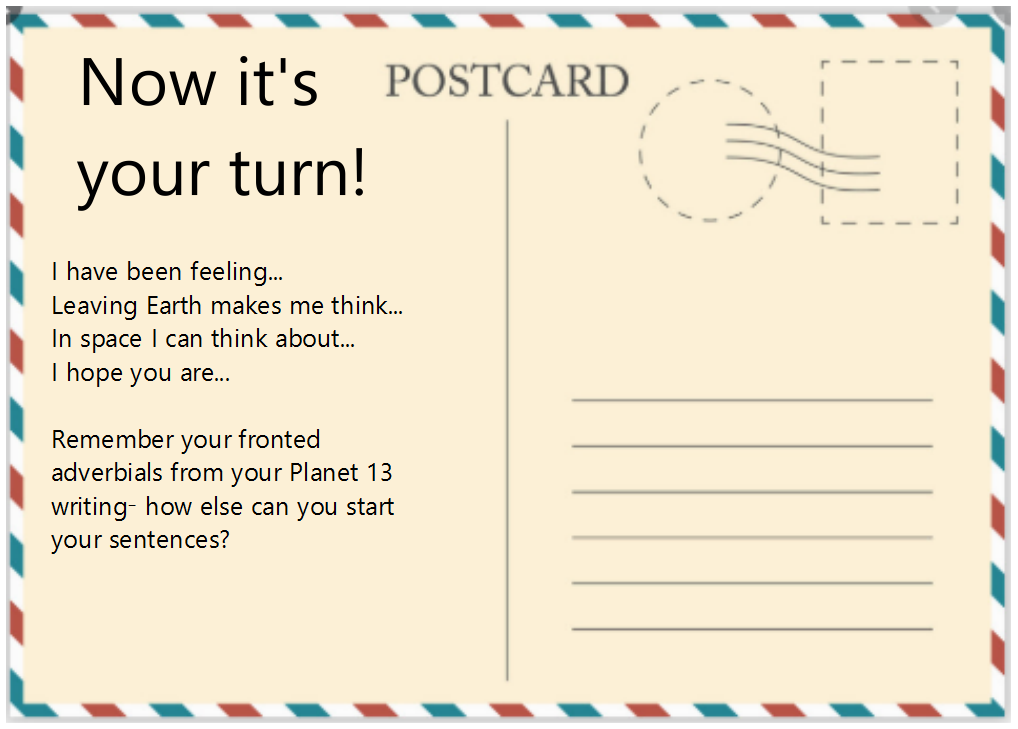 Now it's
your turn!
POSTCARD
I have been feeling...
Leaving Earth makes me think...
In space I can think about...
I hope you are...
Remember your fronted
adverbials from your Planet 13
writing- how else can you start
your sentences?